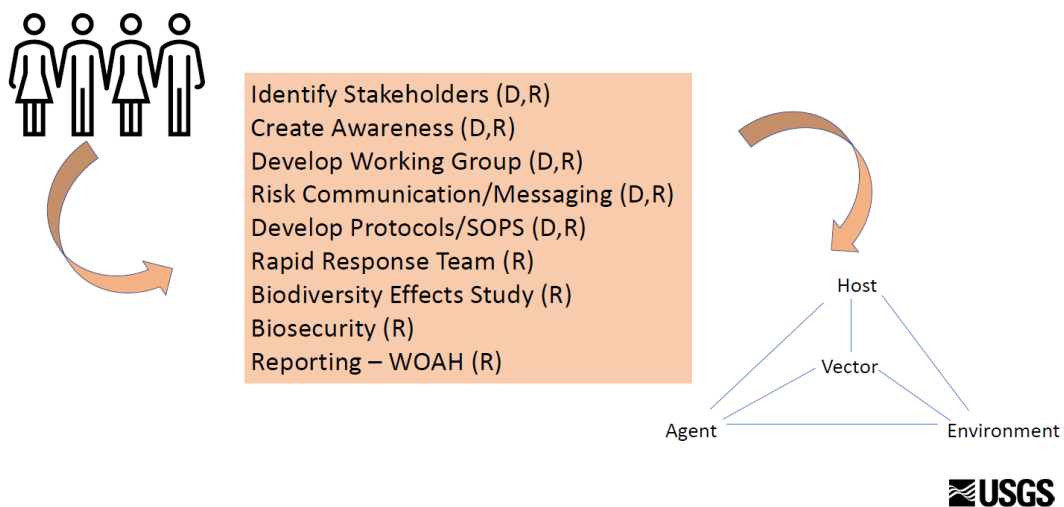 Identify Stakeholders (D,R)
Create Awareness (D,R)
Develop Working Group (D,R)
Risk Communication/Messaging (D,R)
Develop Protocols/SOPS (D,R)
Rapid Response Team (R)
Biodiversity Effects Study (R)
Biosecurity (R)
Reporting – WOAH (R)
Host
Vector
Agent
Environment
USGS